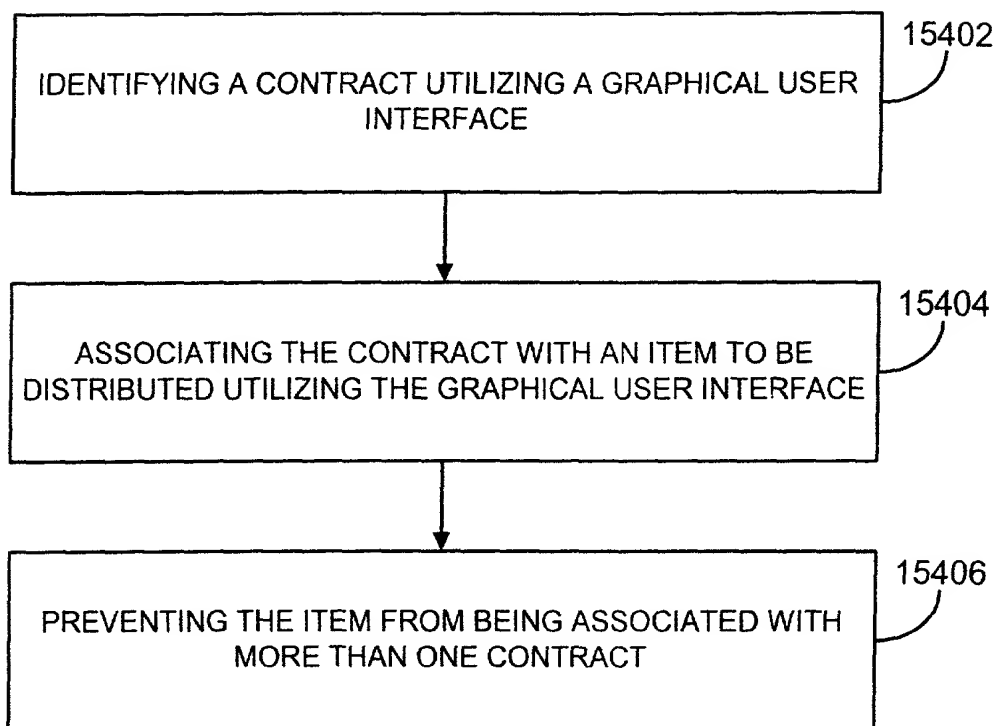 15402
IDENTIFYING A CONTRACT UTILIZING A GRAPHICAL USER
INTERFACE
15404
ASSOCIATING THE CONTRACT WITH AN ITEM TO BE
DISTRIBUTED UTILIZING THE GRAPHICAL USER INTERFACE
15406
PREVENTING THE ITEM FROM BEING ASSOCIATED WITH
MORE THAN ONE CONTRACT